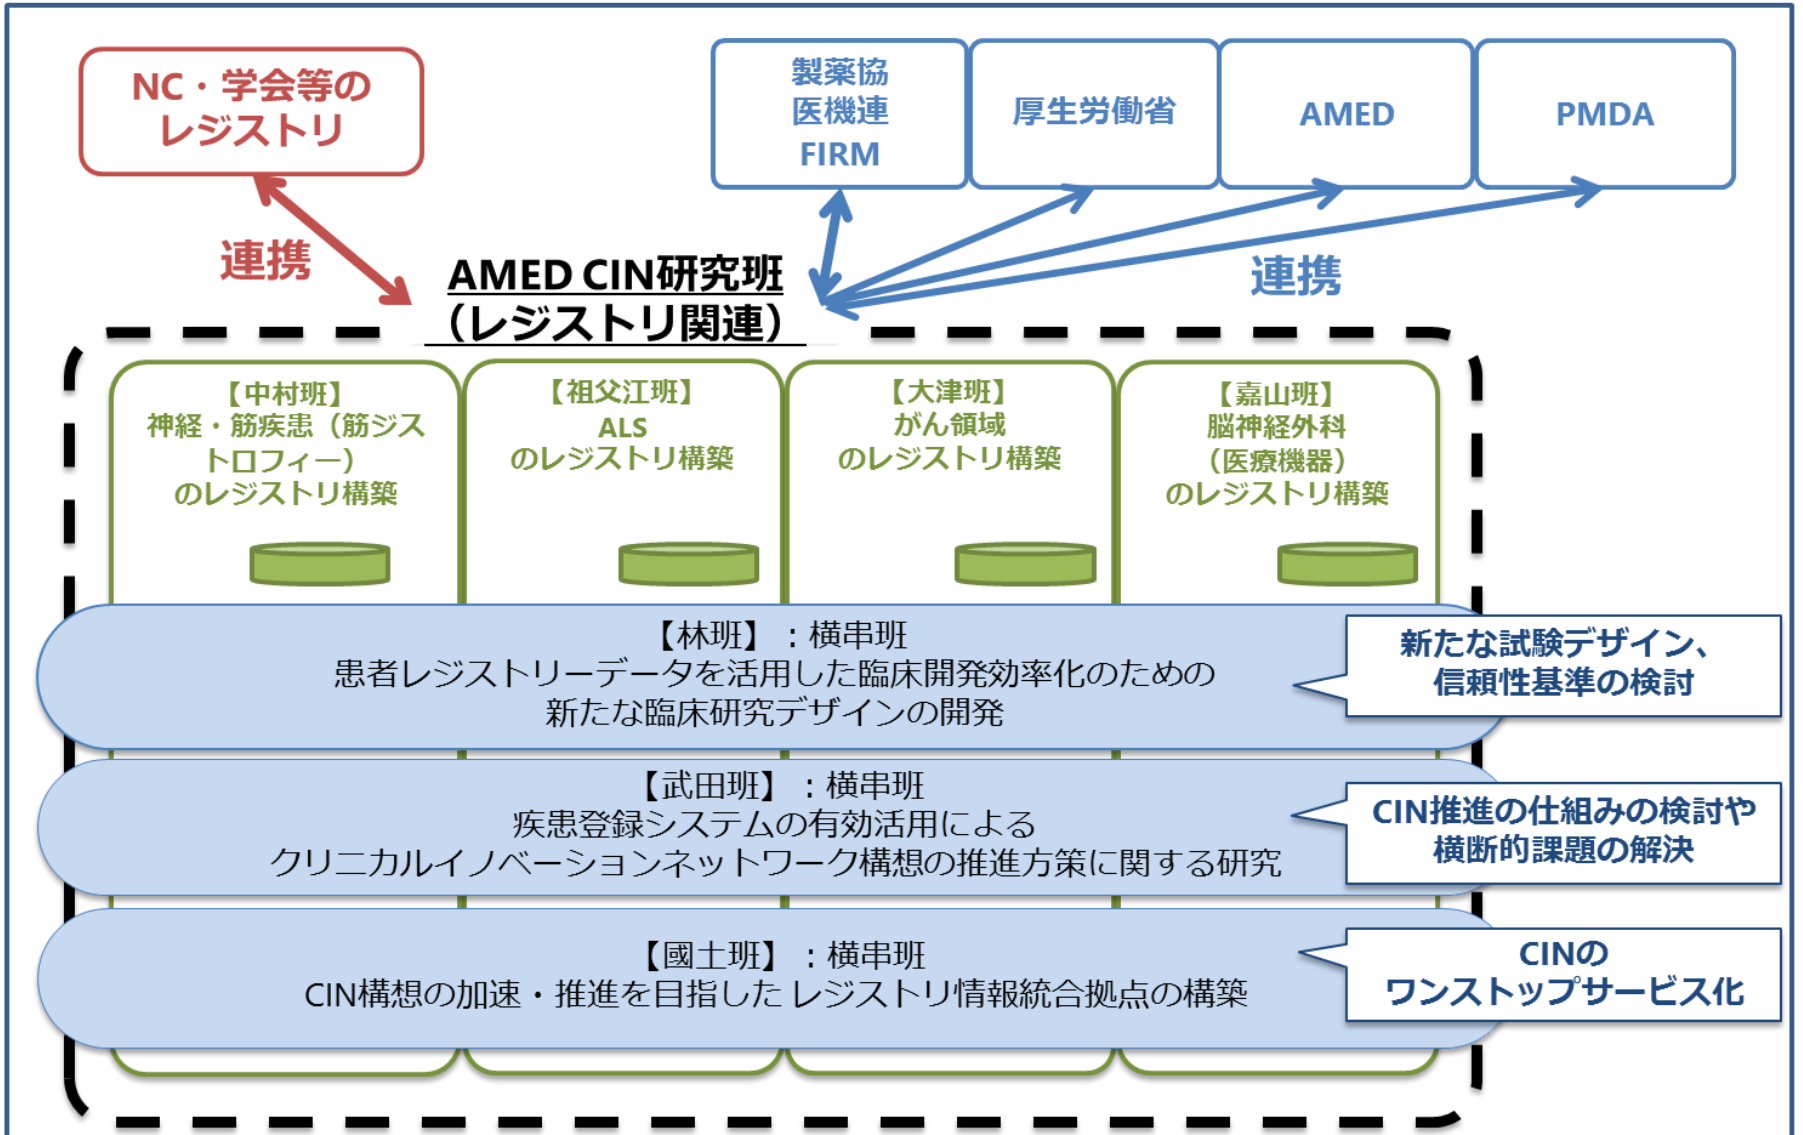 NC・学会等の
レジストリ
製薬協
医機連
FIRM
厚生労働省
AMED
PMDA
連携
連携
AMED CIN研究班
（レジストリ関連）
【中村班】
神経・筋疾患（筋ジス
トロフィー）
のレジストリ構築
【祖父江班】
ALS
のレジストリ構築
【大津班】
がん領域
のレジストリ構築
【嘉山班】
脳神経外科
（医療機器）
のレジストリ構築
【林班】：横串班
患者レジストリーデータを活用した臨床開発効率化のための
新たな臨床研究デザインの開発
新たな試験デザイン、
信頼性基準の検討
【武田班】：横串班
疾患登録システムの有効活用による
クリニカルイノベーションネットワーク構想の推進方策に関する研究
CIN推進の仕組みの検討や
横断的課題の解決
【國土班】：横串班
CIN構想の加速・推進を目指したレジストリ情報統合拠点の構築
CINの
ワンストップサービス化